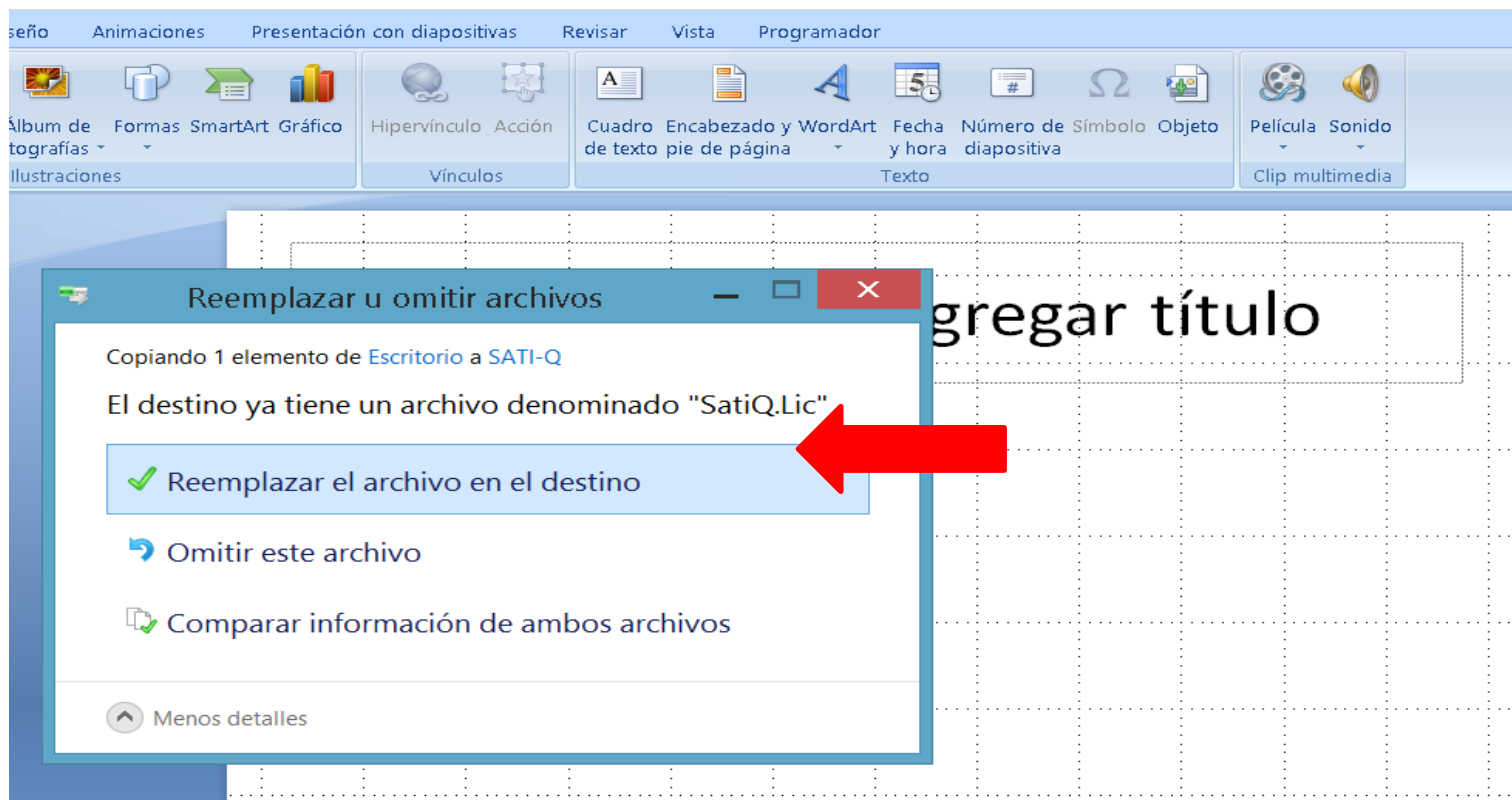 seño Animaciones Presentación con diapositivas Revisar Vista Programador
Álbum de Formas SmartArt Gráfico Hipervínculo Acción Cuadro Encabezado y WordArt Fecha Número de Símbolo Objeto Película Sonido
tografías de texto pie de página y hora diapositiva
Ilustraciones Vínculos Texto Clip multimedia
gregar título
Reemplazar u omitir archivos
Copiando 1 elemento de Escritorio a SATI-Q
El destino ya tiene un archivo denominado "SatiQ.Lic"
Reemplazar el archivo en el destino
Omitir este archivo
Comparar información de ambos archivos
Menos detalles